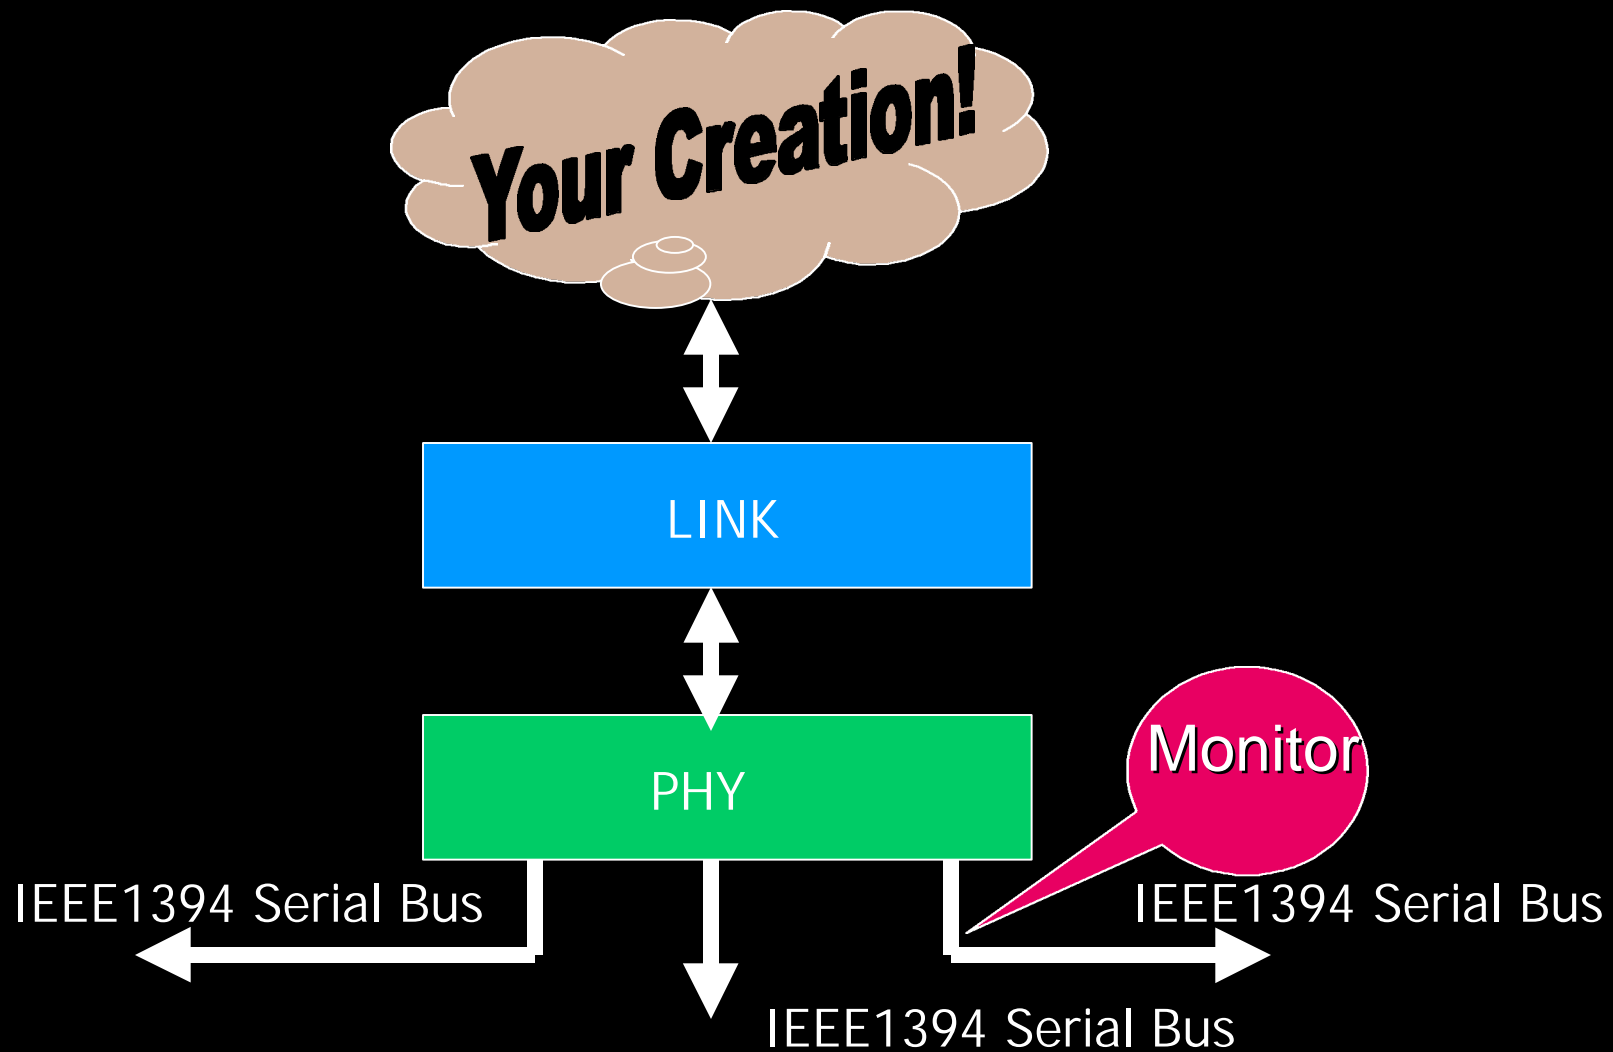 Your Creation!
LINK
PHY
Monitor
IEEE1394 Serial Bus
IEEE1394 Serial Bus
IEEE1394 Serial Bus